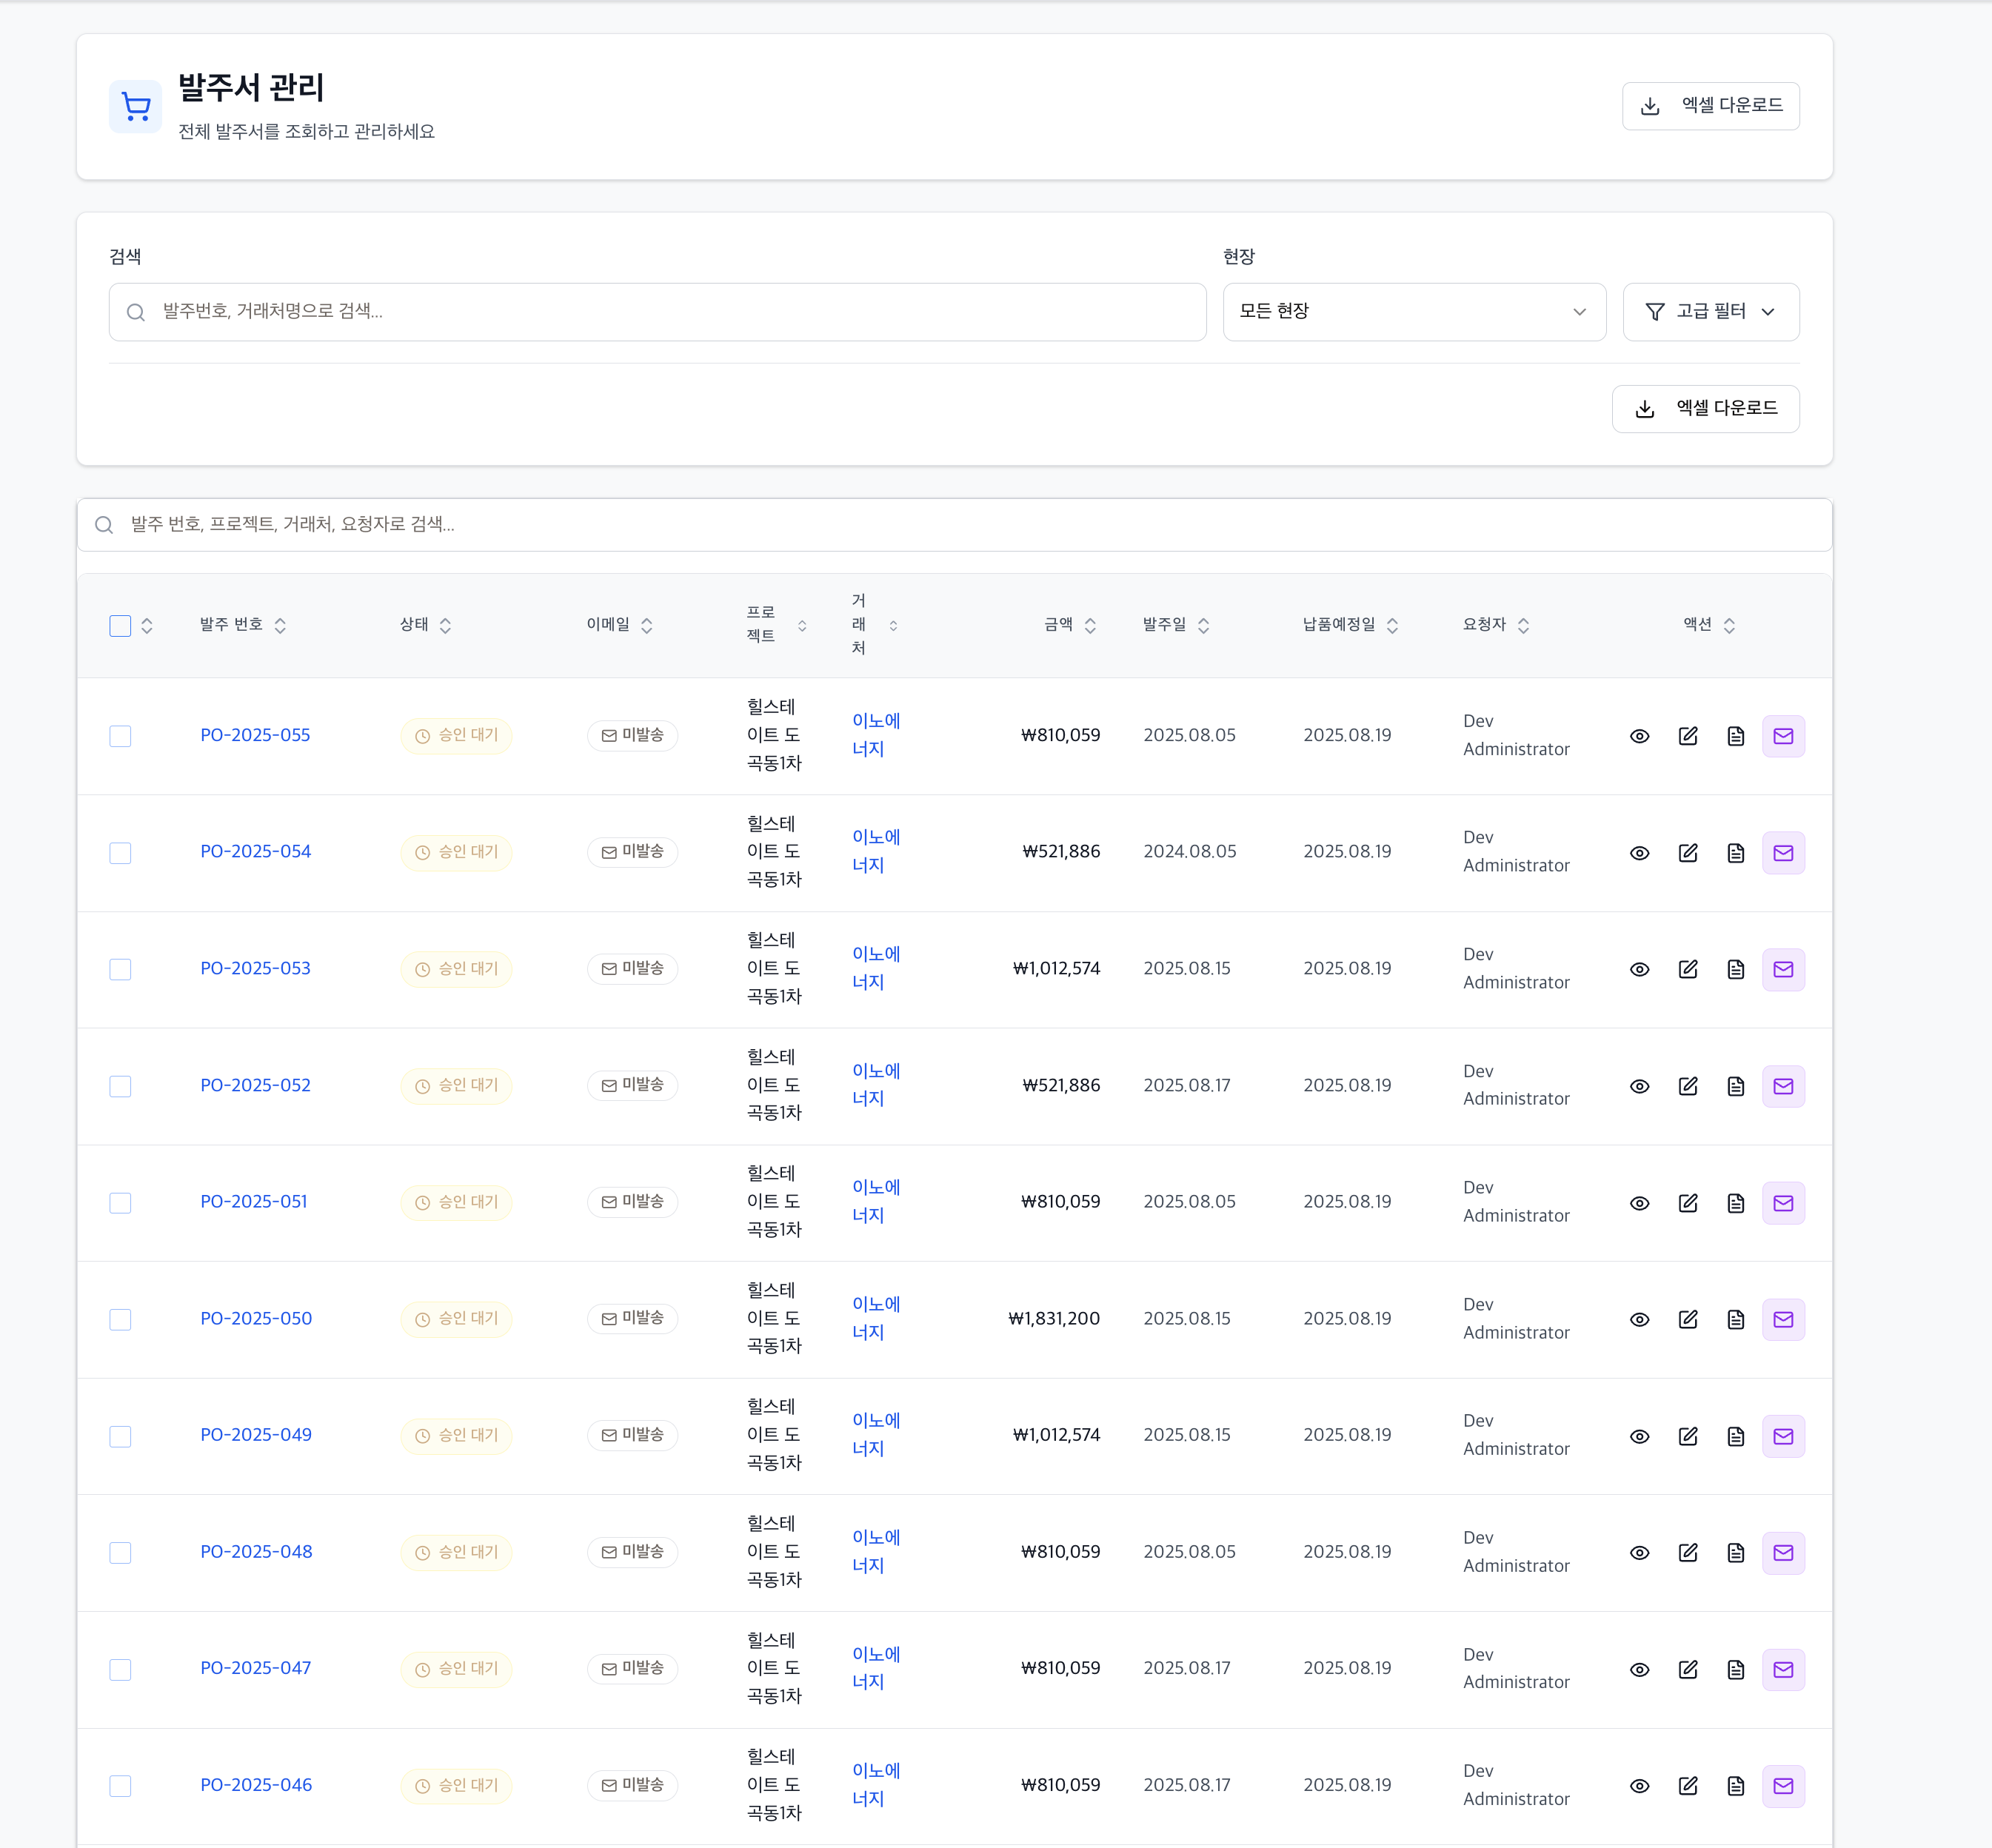 발주서 관리
전체 발주서를 조회하고 관리하세요
엑셀 다운로드
검색
현장
발주번호, 거래처명으로 검색...
모든 현장
고급 필터
엑셀 다운로드
발주 번호, 프로젝트, 거래처, 요청자로 검색...
발주 번호 상태 이메일 프로 거 금액 발주일 납품예정일 요청자 액션
젝트 래
처
PO-2025-055 승인 대기 미발송 힐스테 이노에 ₩810,059 2025.08.05 2025.08.19 Dev
이트 도 너지 Administrator
곡동1차
PO-2025-054 승인 대기 미발송 힐스테 이노에 ₩521,886 2024.08.05 2025.08.19 Dev
이트 도 너지 Administrator
곡동1차
PO-2025-053 승인 대기 미발송 힐스테 이노에 ₩1,012,574 2025.08.15 2025.08.19 Dev
이트 도 너지 Administrator
곡동1차
PO-2025-052 승인 대기 미발송 힐스테 이노에 ₩521,886 2025.08.17 2025.08.19 Dev
이트 도 너지 Administrator
곡동1차
PO-2025-051 승인 대기 미발송 힐스테 이노에 ₩810,059 2025.08.05 2025.08.19 Dev
이트 도 너지 Administrator
곡동1차
PO-2025-050 승인 대기 미발송 힐스테 이노에 ₩1,831,200 2025.08.15 2025.08.19 Dev
이트 도 너지 Administrator
곡동1차
PO-2025-049 승인 대기 미발송 힐스테 이노에 ₩1,012,574 2025.08.15 2025.08.19 Dev
이트 도 너지 Administrator
곡동1차
PO-2025-048 승인 대기 미발송 힐스테 이노에 ₩810,059 2025.08.05 2025.08.19 Dev
이트 도 너지 Administrator
곡동1차
PO-2025-047 승인 대기 미발송 힐스테 이노에 ₩810,059 2025.08.17 2025.08.19 Dev
이트 도 너지 Administrator
곡동1차
PO-2025-046 승인 대기 미발송 힐스테 이노에 ₩810,059 2025.08.17 2025.08.19 Dev
이트 도 너지 Administrator
곡동1차